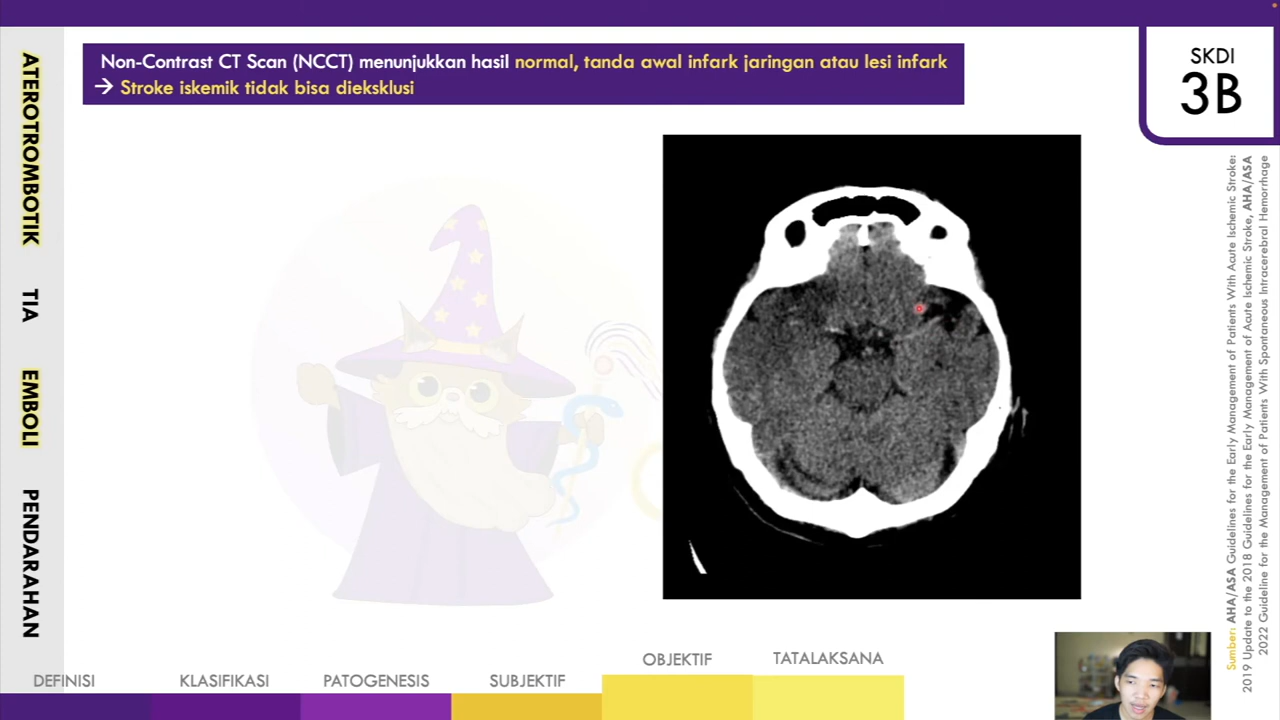 Non-Contrast CT Scan (NCCT) menunjukkan hasil normal, tanda awal infark jaringan atau lesi infark
→ Stroke iskemik tidak bisa dieksklusi
SKDI
3B
ATEROTROMBOTIK
TIA
EMBOLI
PENDARAHAN
Sumber: AHA/ASA Guidelines for the Early Management of Patients With Acute Ischemic Stroke:
2019 Update to the 2018 Guidelines for the Early Management of Acute Ischemic Stroke, AHA/ASA
2022 Guideline for the Management of Patients With Spontaneous Intracerebral Hemorrhage
DEFINISI
KLASIFIKASI
PATOGENESIS
SUBJEKTIF
OBJEKTIF
TATALAKSANA